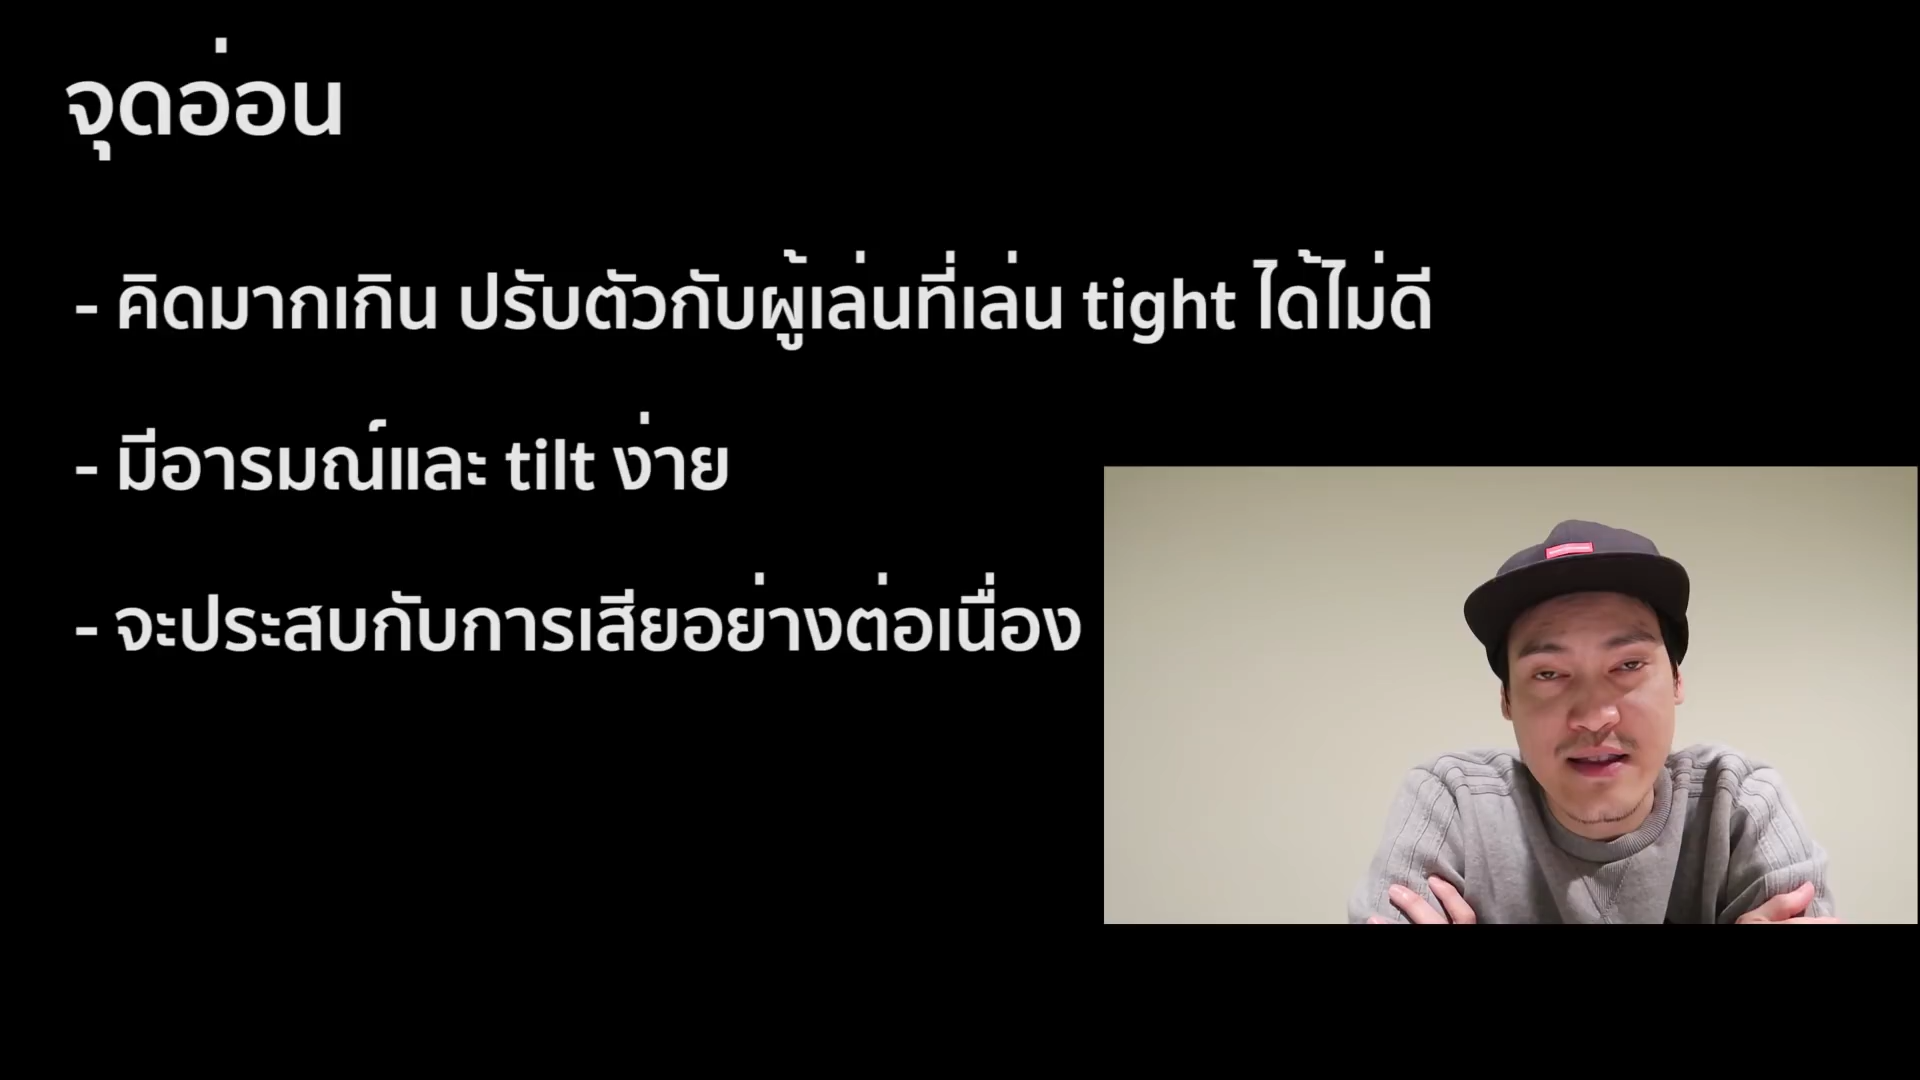 จุดอ่อน
- คิดมากเกิน ปรับตัวกับผู้เล่นที่เล่น tight ได้ไม่ดี
- มีอารมณ์และ tilt ง่าย
- จะประสบกับการเสียอย่างต่อเนื่อง